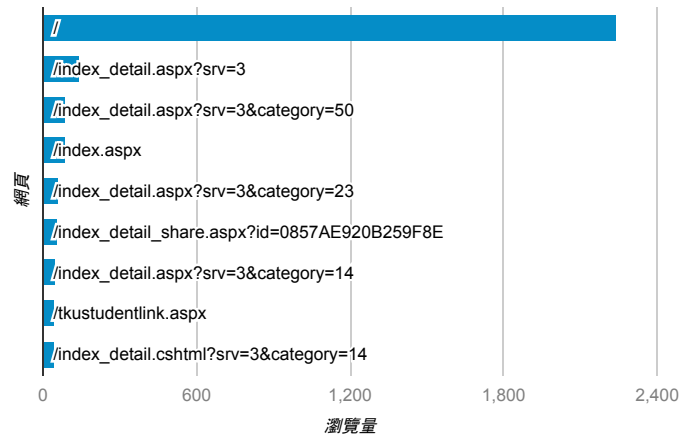 /
/index_detail.aspx?srv=3
/index_detail.aspx?srv=3&category=50
/index.aspx
/index_detail.aspx?srv=3&category=23
/index_detail_share.aspx?id=0857AE920B259F8E
/index_detail.aspx?srv=3&category=14
/tkustudentlink.aspx
/index_detail.cshtml?srv=3&category=14
網頁
0 600 1,200 1,800 2,400
瀏覽量